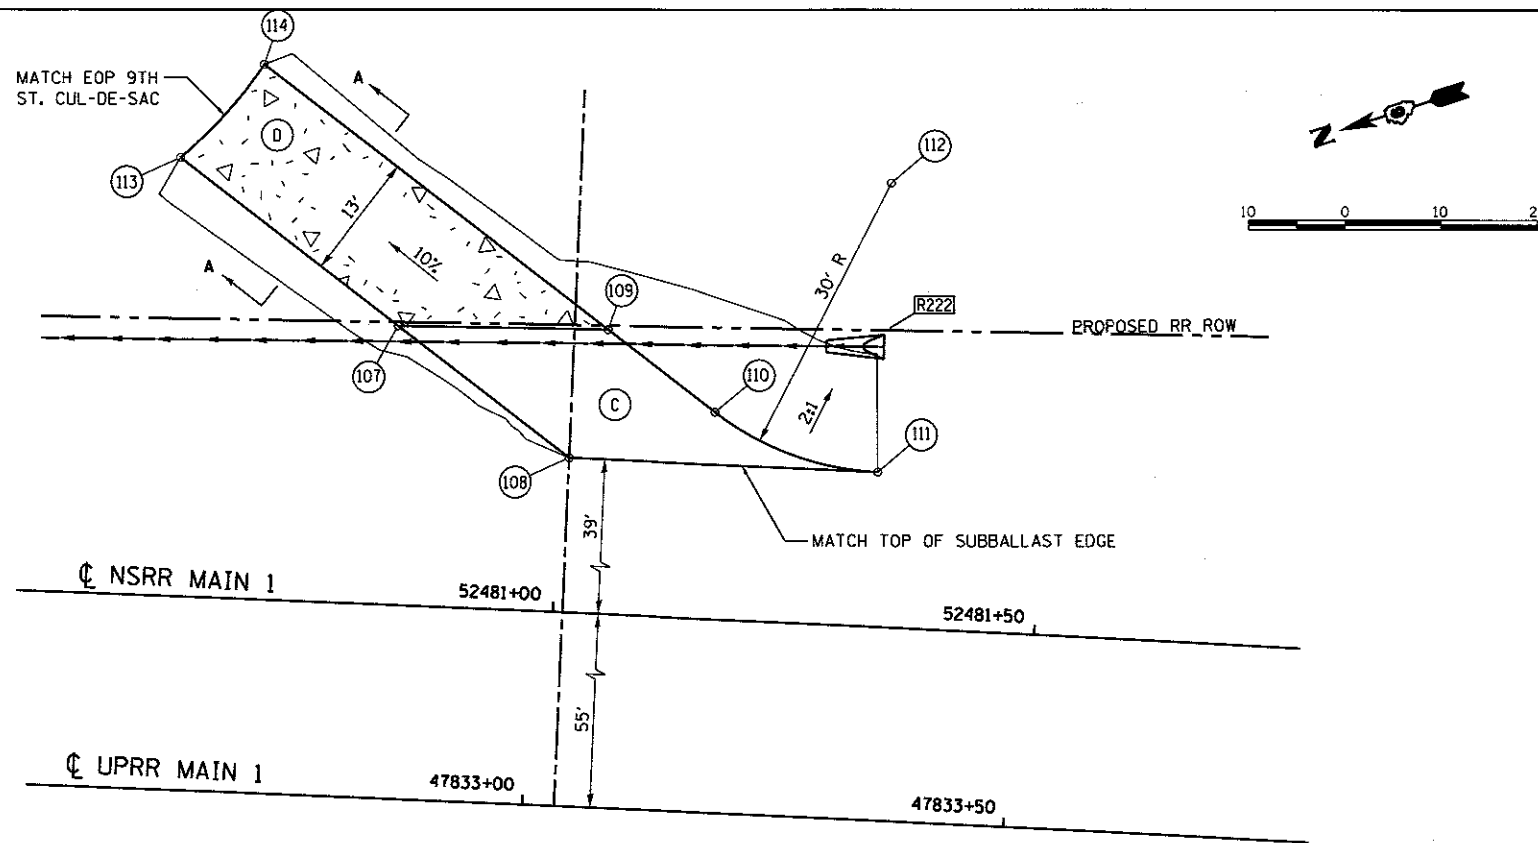 114
MATCH EOP 9TH
ST. CUL-DE-SAC
A
D
112
N
113
13'
10
0
10
2
A
10%
30' R
109
R222
PROPOSED RR ROW
107
110
C
2:1
111
108
39'
MATCH TOP OF SUBBALLAST EDGE
℄ NSRR MAIN 1
52481+00
52481+50
55'
℄ UPRR MAIN 1
47833+00
47833+50